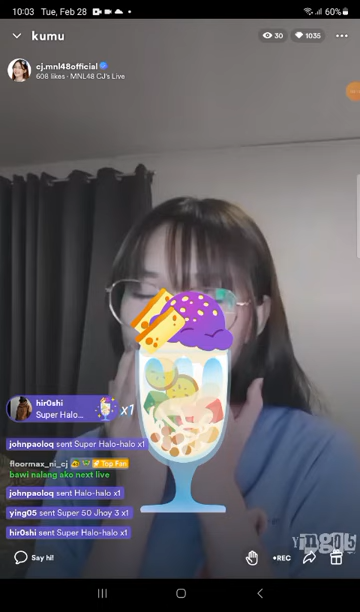 10:03 Tue, Feb 28 60%
kumu 30 1035
cj.mnl48official
608 likes · MNL48 CJ's Live
hir0shi
Super Halo... x1
johnpaoloq sent Super Halo-halo x1
floormax_ni_cj Top Fan
bawi nalang ako next live
johnpaoloq sent Halo-halo x1
ying05 sent Super 50 Jhoy 3 x1
hir0shi sent Super Halo-halo x1
Ying05
Say hi! •REC